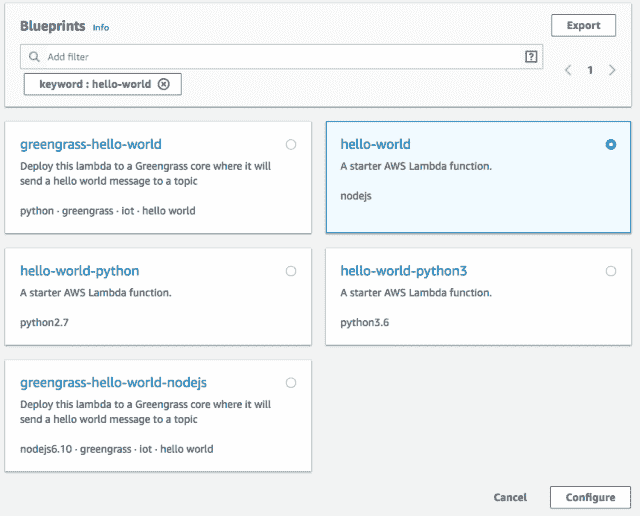 Blueprints Info
Export
Add filter
?
keyword : hello-world
1
greengrass-hello-world
Deploy this lambda to a Greengrass core where it will
send a hello world message to a topic
python · greengrass · iot · hello world
hello-world
A starter AWS Lambda function.
nodejs
hello-world-python
A starter AWS Lambda function.
python2.7
hello-world-python3
A starter AWS Lambda function.
python3.6
greengrass-hello-world-nodejs
Deploy this lambda to a Greengrass core where it will
send a hello world message to a topic
nodejs6.10 · greengrass · iot · hello world
Cancel
Configure